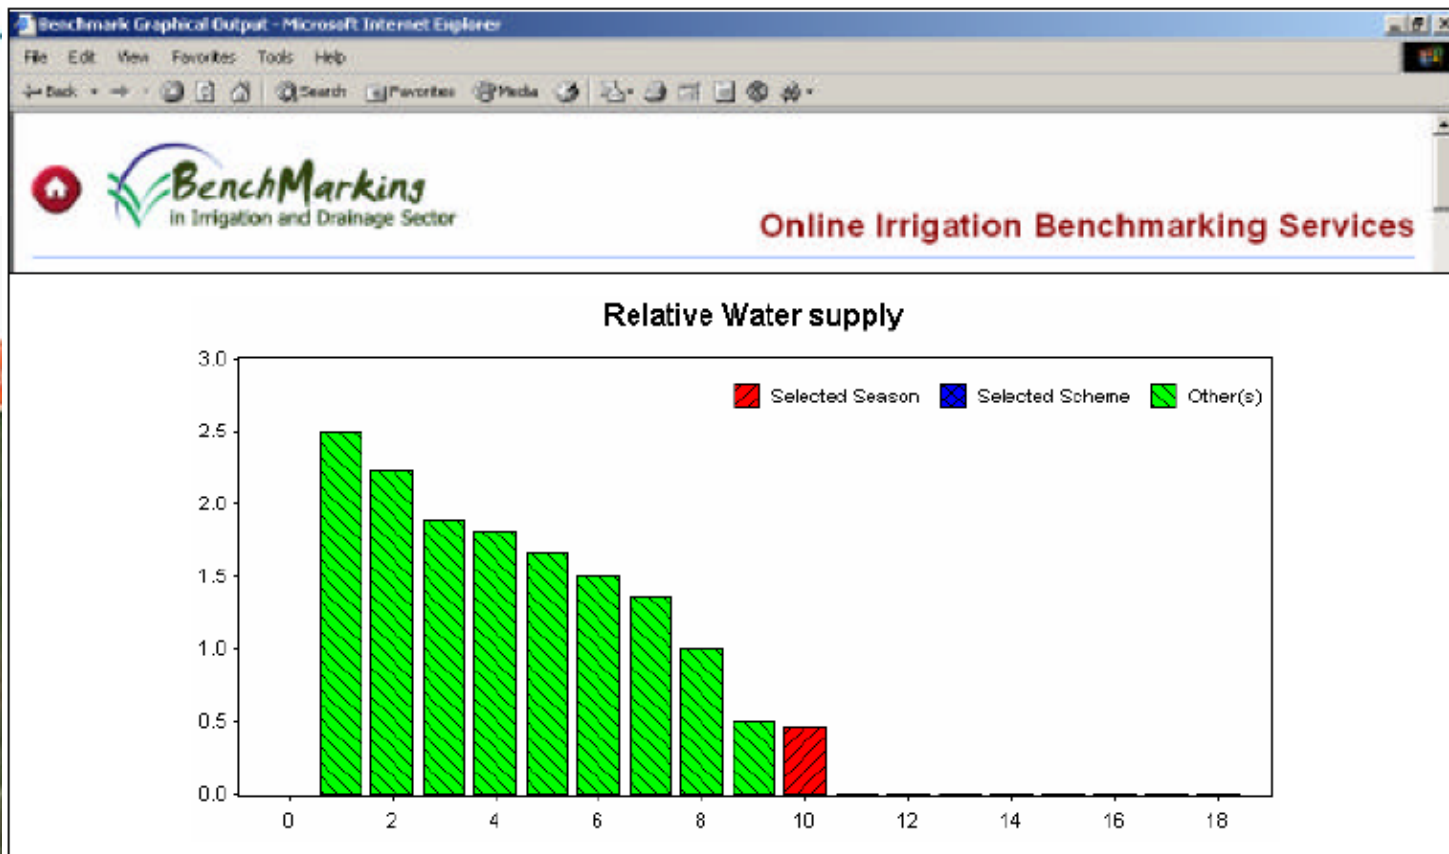 Benchmark Graphical Output - Microsoft Internet Explorer
File Edit View Favorites Tools Help
Back Search Favorites Media
BenchMarking
in Irrigation and Drainage Sector
Online Irrigation Benchmarking Services
Relative Water supply
3.0
Selected Season Selected Scheme Other(s)
2.5
2.0
1.5
1.0
0.5
0.0
0 2 4 6 8 10 12 14 16 18